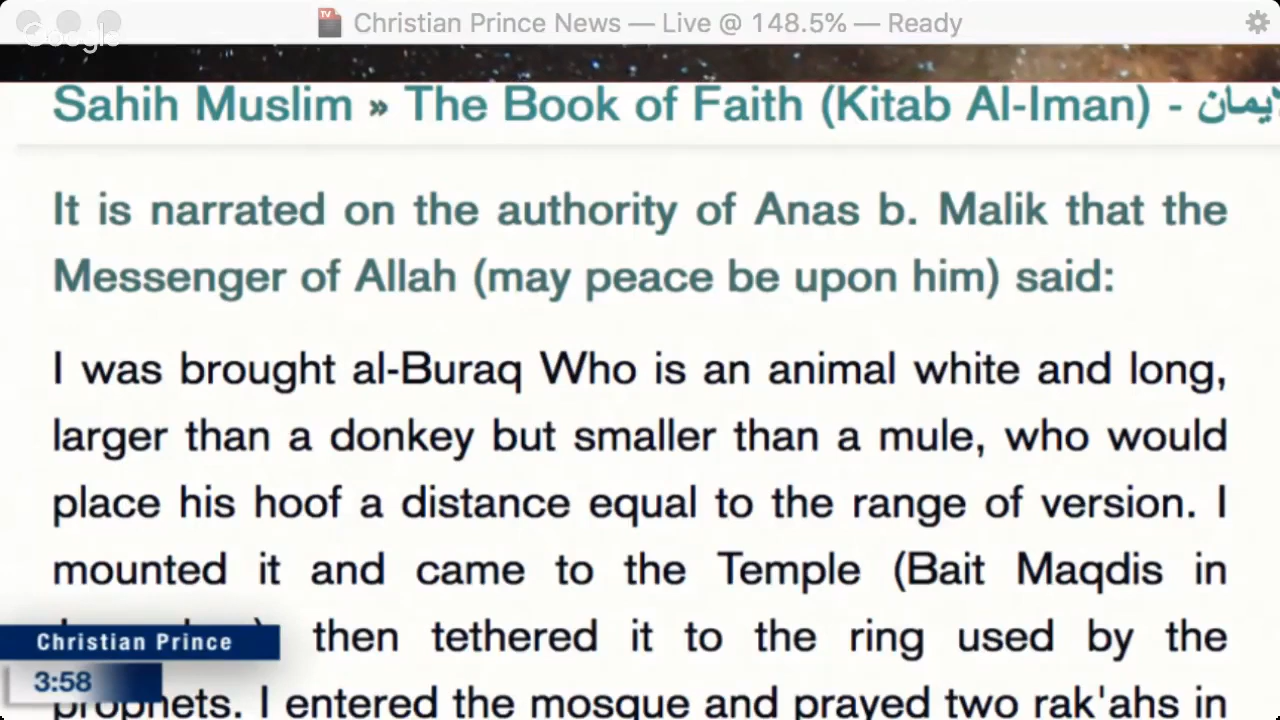 Christian Prince News — Live @ 148.5% — Ready
Google
Sahih Muslim » The Book of Faith (Kitab Al-Iman) -
It is narrated on the authority of Anas b. Malik that the
Messenger of Allah (may peace be upon him) said:
I was brought al-Buraq Who is an animal white and long,
larger than a donkey but smaller than a mule, who would
place his hoof a distance equal to the range of version. I
mounted it and came to the Temple (Bait Maqdis in
then tethered it to the ring used by the
Christian Prince
3:58
prophets. I entered the mosque and prayed two rak'ahs in